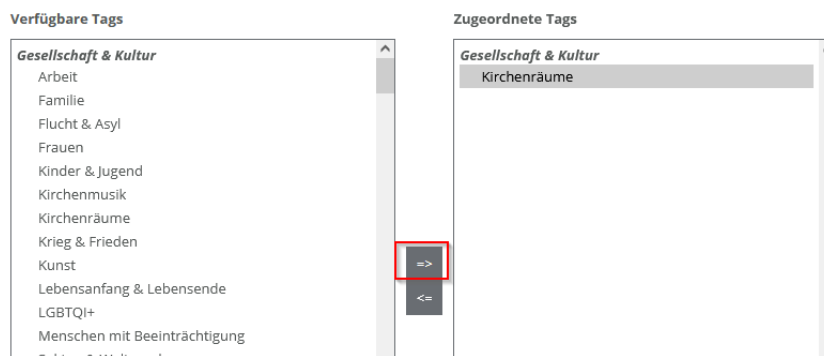 Verfügbare Tags
Gesellschaft & Kultur
Arbeit
Familie
Flucht & Asyl
Frauen
Kinder & Jugend
Kirchenmusik
Kirchenräume
Krieg & Frieden
Kunst
Lebensanfang & Lebensende
LGBTQI+
Menschen mit Beeinträchtigung
=>
<=
Zugeordnete Tags
Gesellschaft & Kultur
Kirchenräume